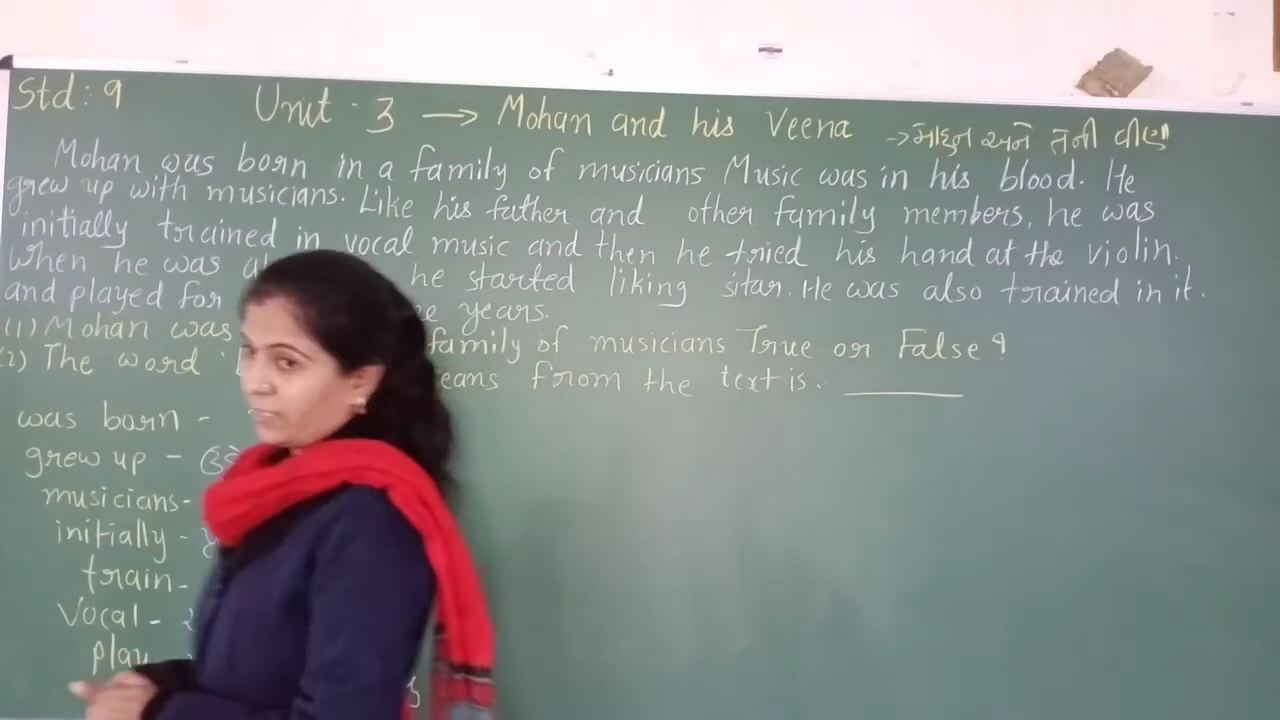 Std: 9
Unit - 3 → Mohan and his Veena → મોહન અને તેની વીણા
Mohan was born in a family of musicians Music was in his blood. He
grew up with musicians. Like his father and other family members, he was
initially trained in vocal music and then he tried his hand at the violin.
When he was he started liking sitar. He was also trained in it.
and played for years.
(1) Mohan was family of musicians True or False?
(2) The word from the text is. ______
was born -
grew up -
musicians -
initially -
train -
Vocal -
play